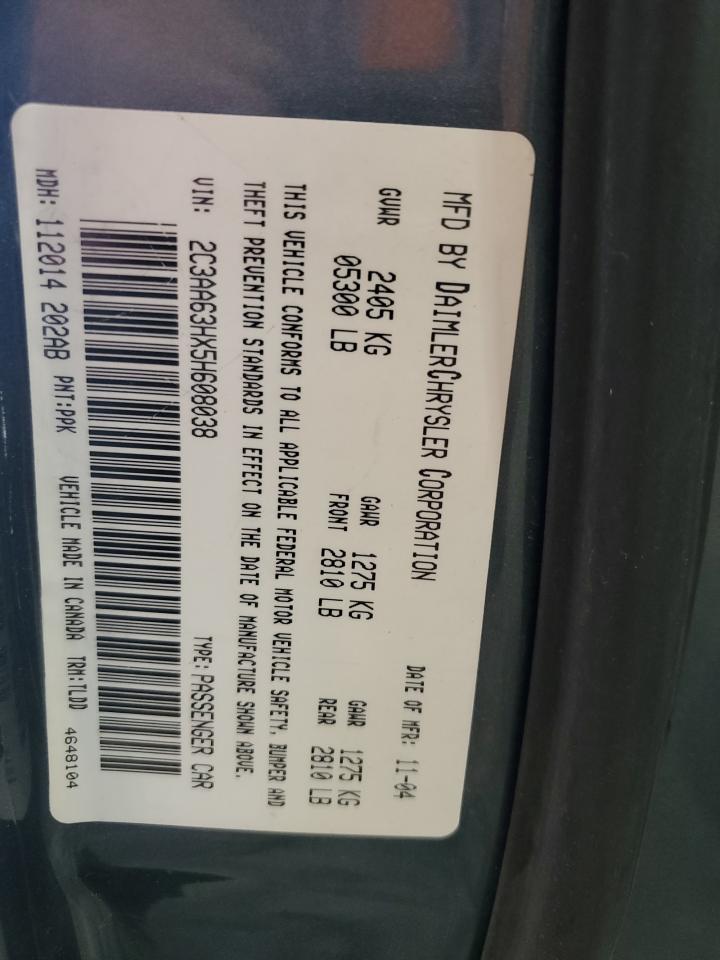 MFD BY DAIMLERCHRYSLER CORPORATION
DATE OF MFR: 11-04
GVWR 2405 KG
05300 LB
GAWR 1275 KG
FRONT 2810 LB
GAWR 1275 KG
REAR 2810 LB
THIS VEHICLE CONFORMS TO ALL APPLICABLE FEDERAL MOTOR VEHICLE SAFETY, BUMPER AND
THEFT PREVENTION STANDARDS IN EFFECT ON THE DATE OF MANUFACTURE SHOWN ABOVE.
VIN: 2C3AA63HX5H608038 TYPE: PASSENGER CAR
MDH: 112014 202AB PNT:PPK VEHICLE MADE IN CANADA TRM:TLDD 4648104